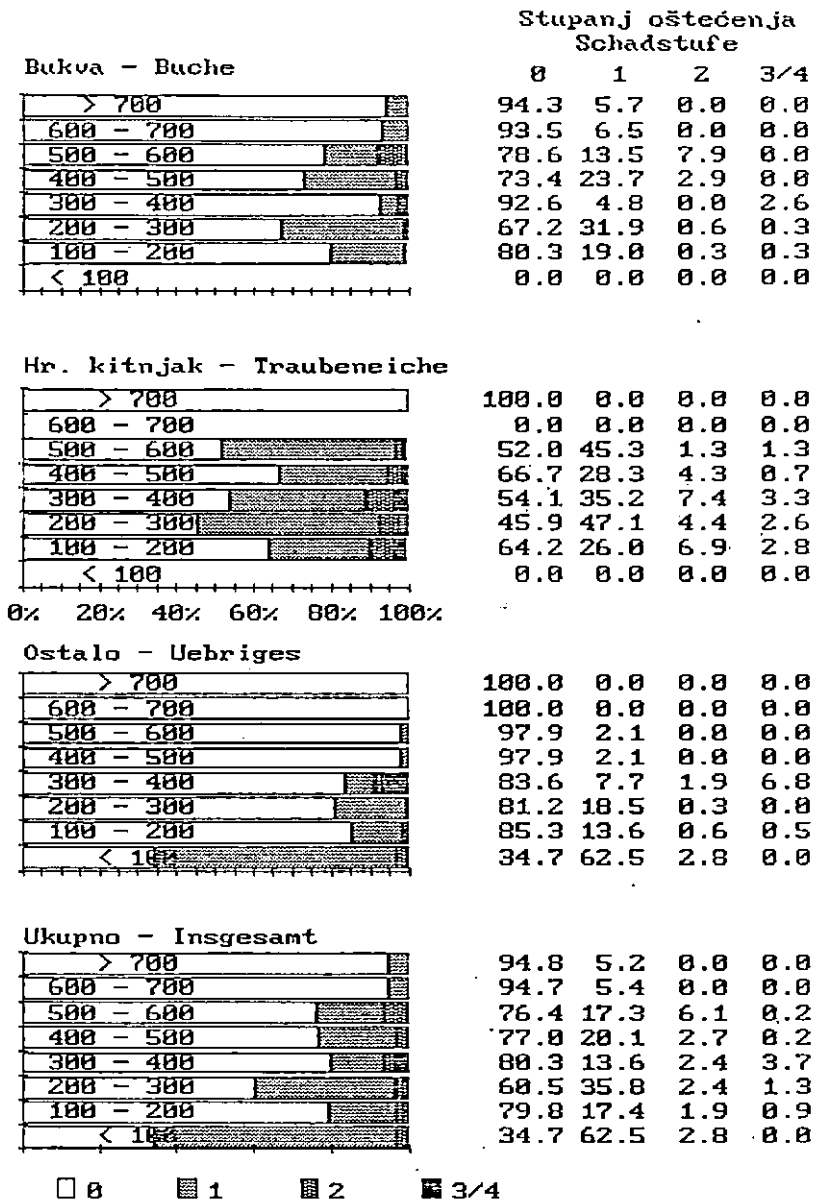 Stupanj oštećenja
Schadstufe
Bukva - Buche 0 1 2 3/4
> 700 94.3 5.7 0.0 0.0
600 - 700 93.5 6.5 0.0 0.0
500 - 600 78.6 13.5 7.9 0.0
400 - 500 73.4 23.7 2.9 0.0
300 - 400 92.6 4.8 0.0 2.6
200 - 300 67.2 31.9 0.6 0.3
100 - 200 80.3 19.0 0.3 0.3
< 100 0.0 0.0 0.0 0.0
Hr. kitnjak - Traubeneiche
> 700 100.0 0.0 0.0 0.0
600 - 700 0.0 0.0 0.0 0.0
500 - 600 52.0 45.3 1.3 1.3
400 - 500 66.7 28.3 4.3 0.7
300 - 400 54.1 35.2 7.4 3.3
200 - 300 45.9 47.1 4.4 2.6
100 - 200 64.2 26.0 6.9 2.8
< 100 0.0 0.0 0.0 0.0
0% 20% 40% 60% 80% 100%
Ostalo - Uebriges
> 700 100.0 0.0 0.0 0.0
600 - 700 100.0 0.0 0.0 0.0
500 - 600 97.9 2.1 0.0 0.0
400 - 500 97.9 2.1 0.0 0.0
300 - 400 83.6 7.7 1.9 6.8
200 - 300 81.2 18.5 0.3 0.0
100 - 200 85.3 13.6 0.6 0.5
< 100 34.7 62.5 2.8 0.0
Ukupno - Insgesamt
> 700 94.8 5.2 0.0 0.0
600 - 700 94.7 5.4 0.0 0.0
500 - 600 76.4 17.3 6.1 0.2
400 - 500 77.0 20.1 2.7 0.2
300 - 400 80.3 13.6 2.4 3.7
200 - 300 60.5 35.8 2.4 1.3
100 - 200 79.8 17.4 1.9 0.9
< 100 34.7 62.5 2.8 0.0
0 1 2 3/4